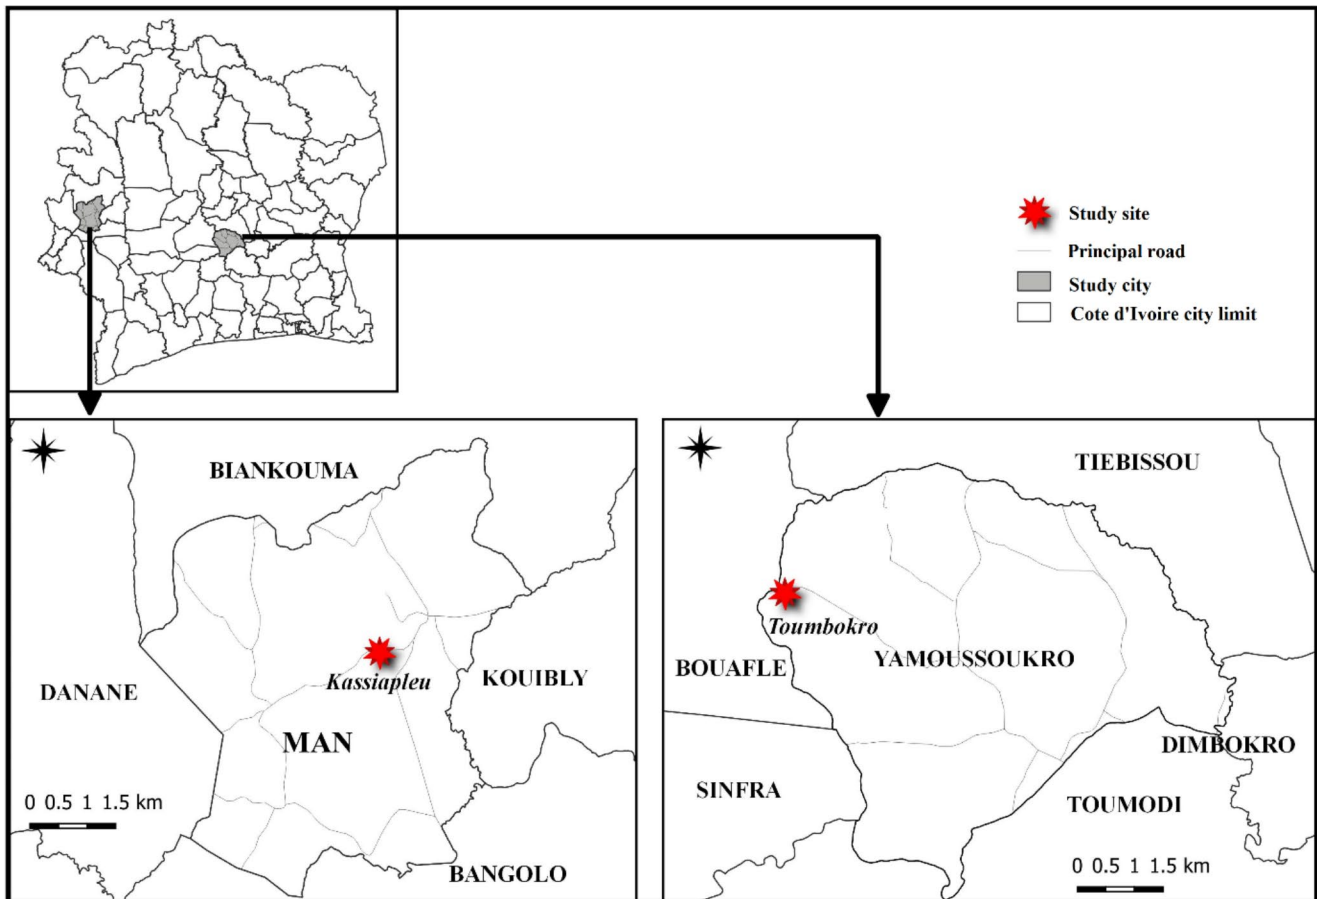 Study site
Principal road
Study city
Cote d'Ivoire city limit
BIANKOUMA
DANANE
Kassiapleu
KOUIBLY
MAN
0 0.5 1 1.5 km
BANGOLO
TIEBISSOU
Toumbokro
BOUAFLE
YAMOUSSOUKRO
DIMBOKRO
SINFRA
TOUMODI
0 0.5 1 1.5 km